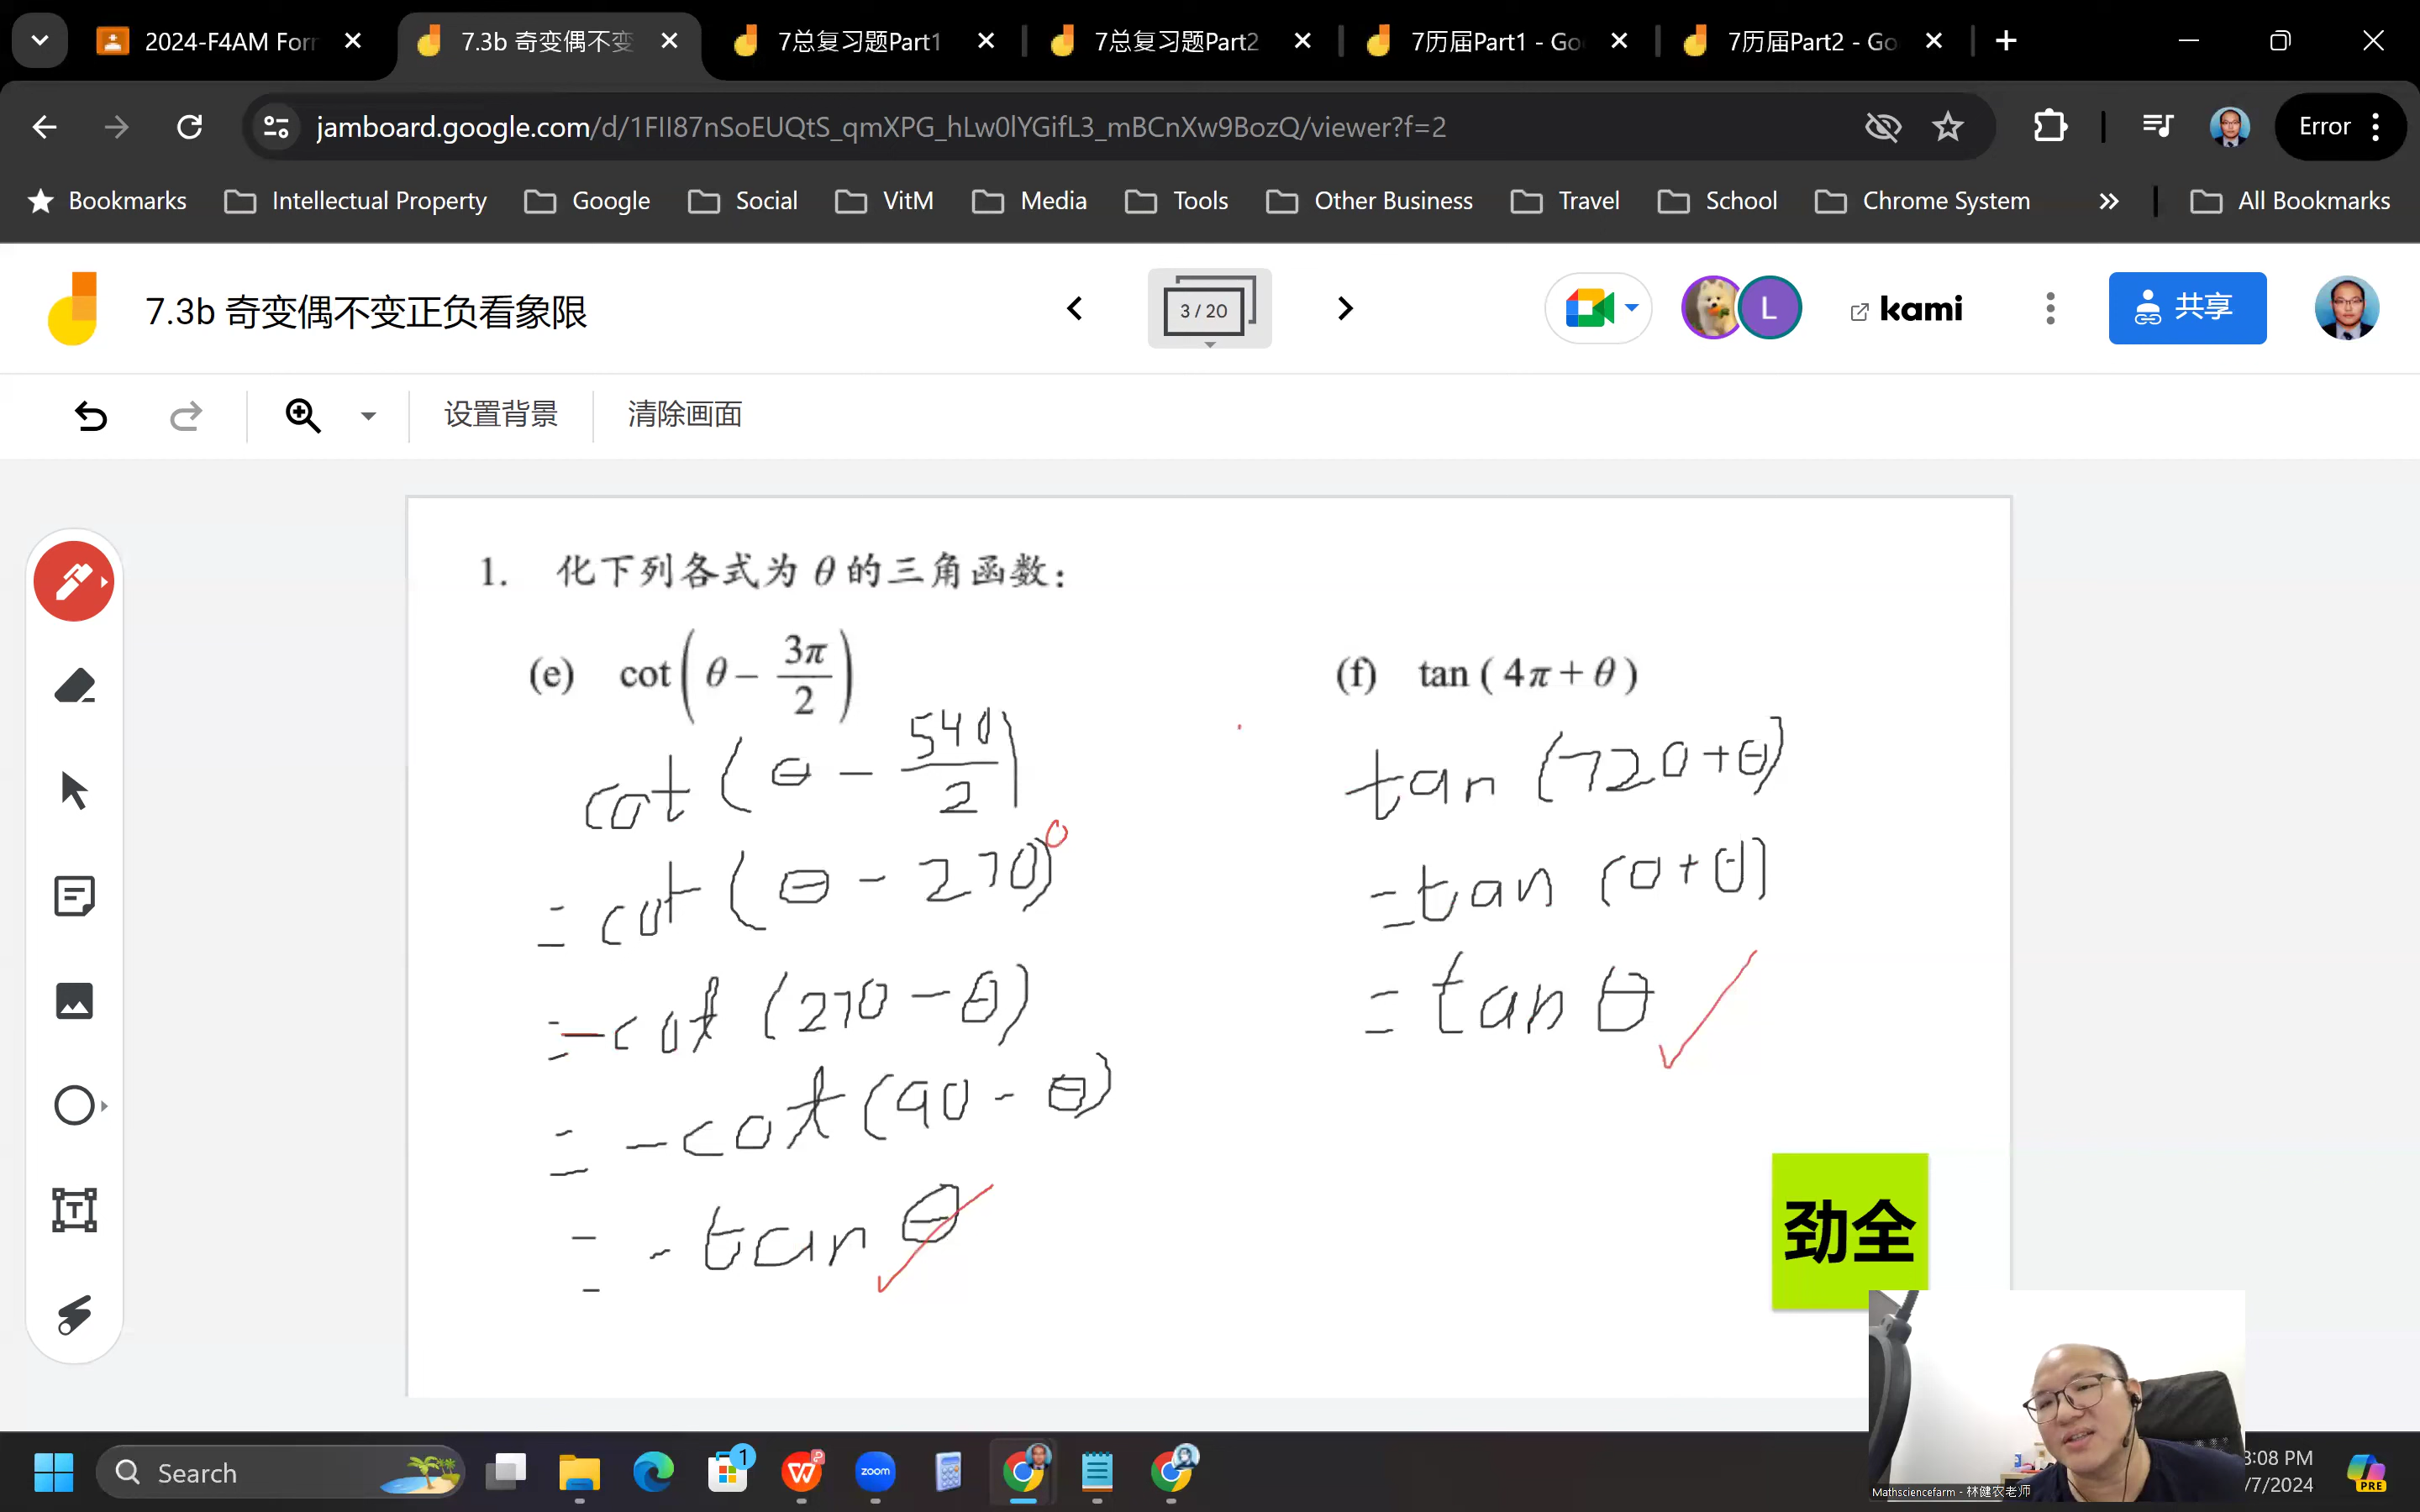 2024-F4AM For
7.3b 奇变偶不变
7总复习题Part1
7总复习题Part2
7历届Part1 - Go
7历届Part2 - Go
jamboard.google.com/d/1FII87nSoEUQtS_qmXPG_hLw0lYGifL3_mBCnXw9BozQ/viewer?f=2
Error
Bookmarks Intellectual Property Google Social VitM Media Tools Other Business Travel School Chrome System » All Bookmarks
7.3b 奇变偶不变正负看象限
3 / 20
L
kami
共享
设置背景 清除画面
1. 化下列各式为 θ 的三角函数：
(e) cot(θ − 3π/2)
cot(θ − 540/2)
= cot(θ − 270)°
= −cot(270 − θ)
= −cot(90 − θ)
= −tan θ
(f) tan(4π + θ)
tan(720 + θ)
= tan(0 + θ)
= tan θ
劲全
Mathsciencefarm - 林健农老师
Search
1
zoom
3:08 PM
/7/2024
PRE